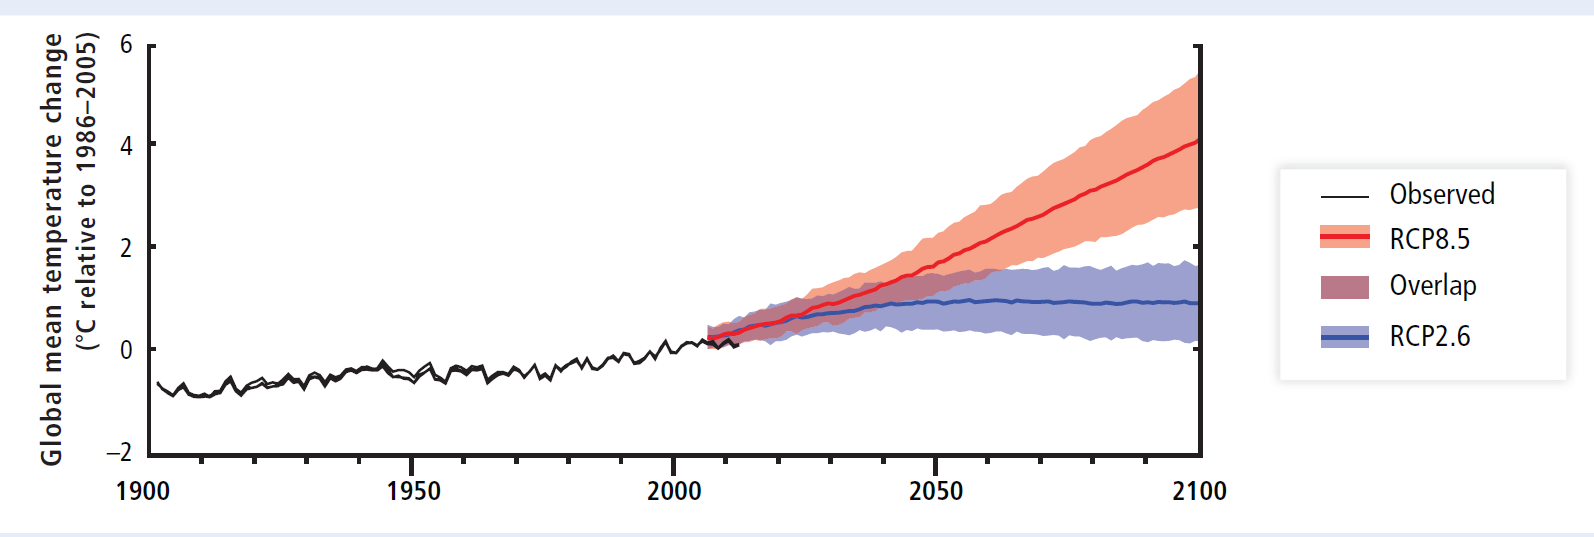 Global mean temperature change
(°C relative to 1986–2005)
6
4
2
0
–2
1900
1950
2000
2050
2100
Observed
RCP8.5
Overlap
RCP2.6